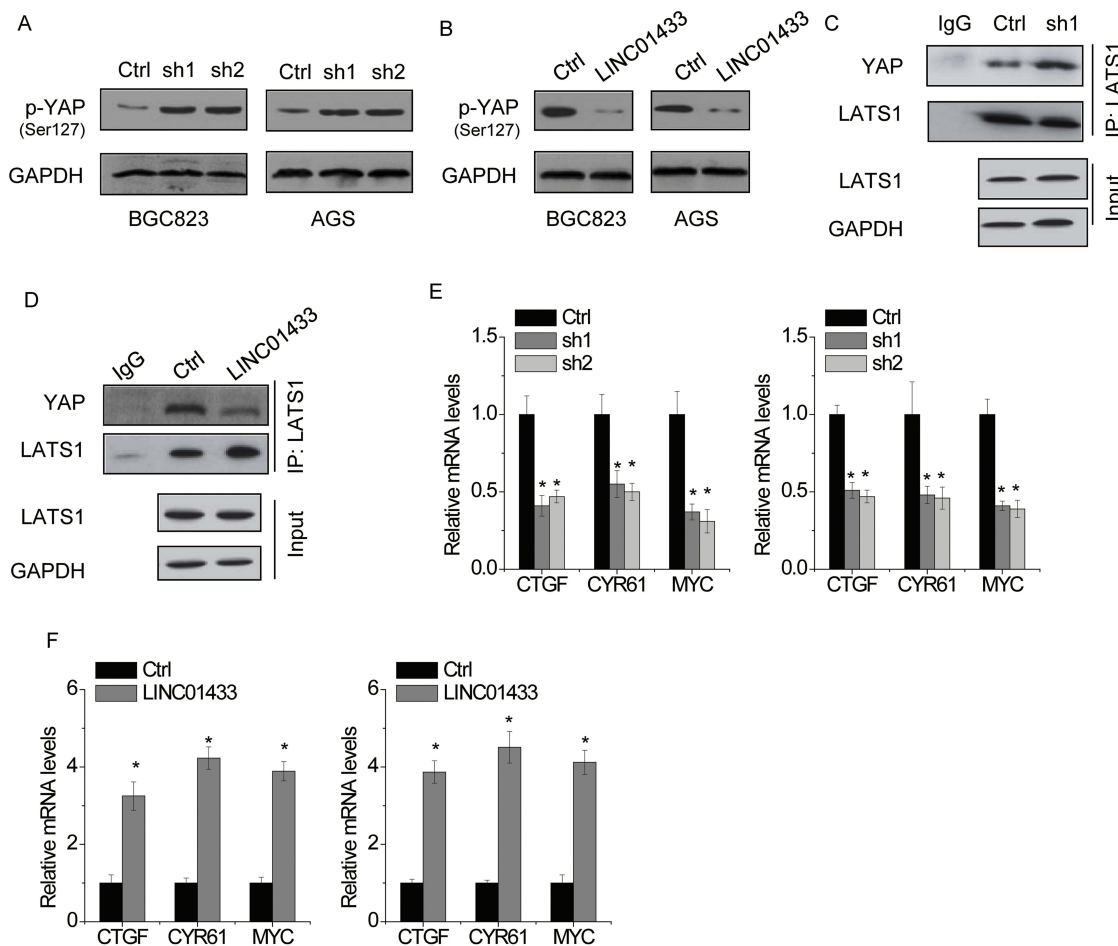 A
Ctrl sh1 sh2
Ctrl sh1 sh2
p-YAP
(Ser127)
GAPDH
BGC823
AGS
B
Ctrl
LINC01433
Ctrl
LINC01433
p-YAP
(Ser127)
GAPDH
BGC823
AGS
C
IgG Ctrl sh1
YAP
LATS1
IP: LATS1
LATS1
GAPDH
Input
D
IgG
Ctrl
LINC01433
YAP
LATS1
IP: LATS1
LATS1
GAPDH
Input
E
Ctrl
sh1
sh2
Relative mRNA levels
1.5
1.0
0.5
0.0
* *
* *
* *
CTGF CYR61 MYC
Ctrl
sh1
sh2
Relative mRNA levels
1.5
1.0
0.5
0.0
* *
* *
* *
CTGF CYR61 MYC
F
Ctrl
LINC01433
Relative mRNA levels
6
4
2
0
* * *
CTGF CYR61 MYC
Ctrl
LINC01433
Relative mRNA levels
6
4
2
0
* * *
CTGF CYR61 MYC